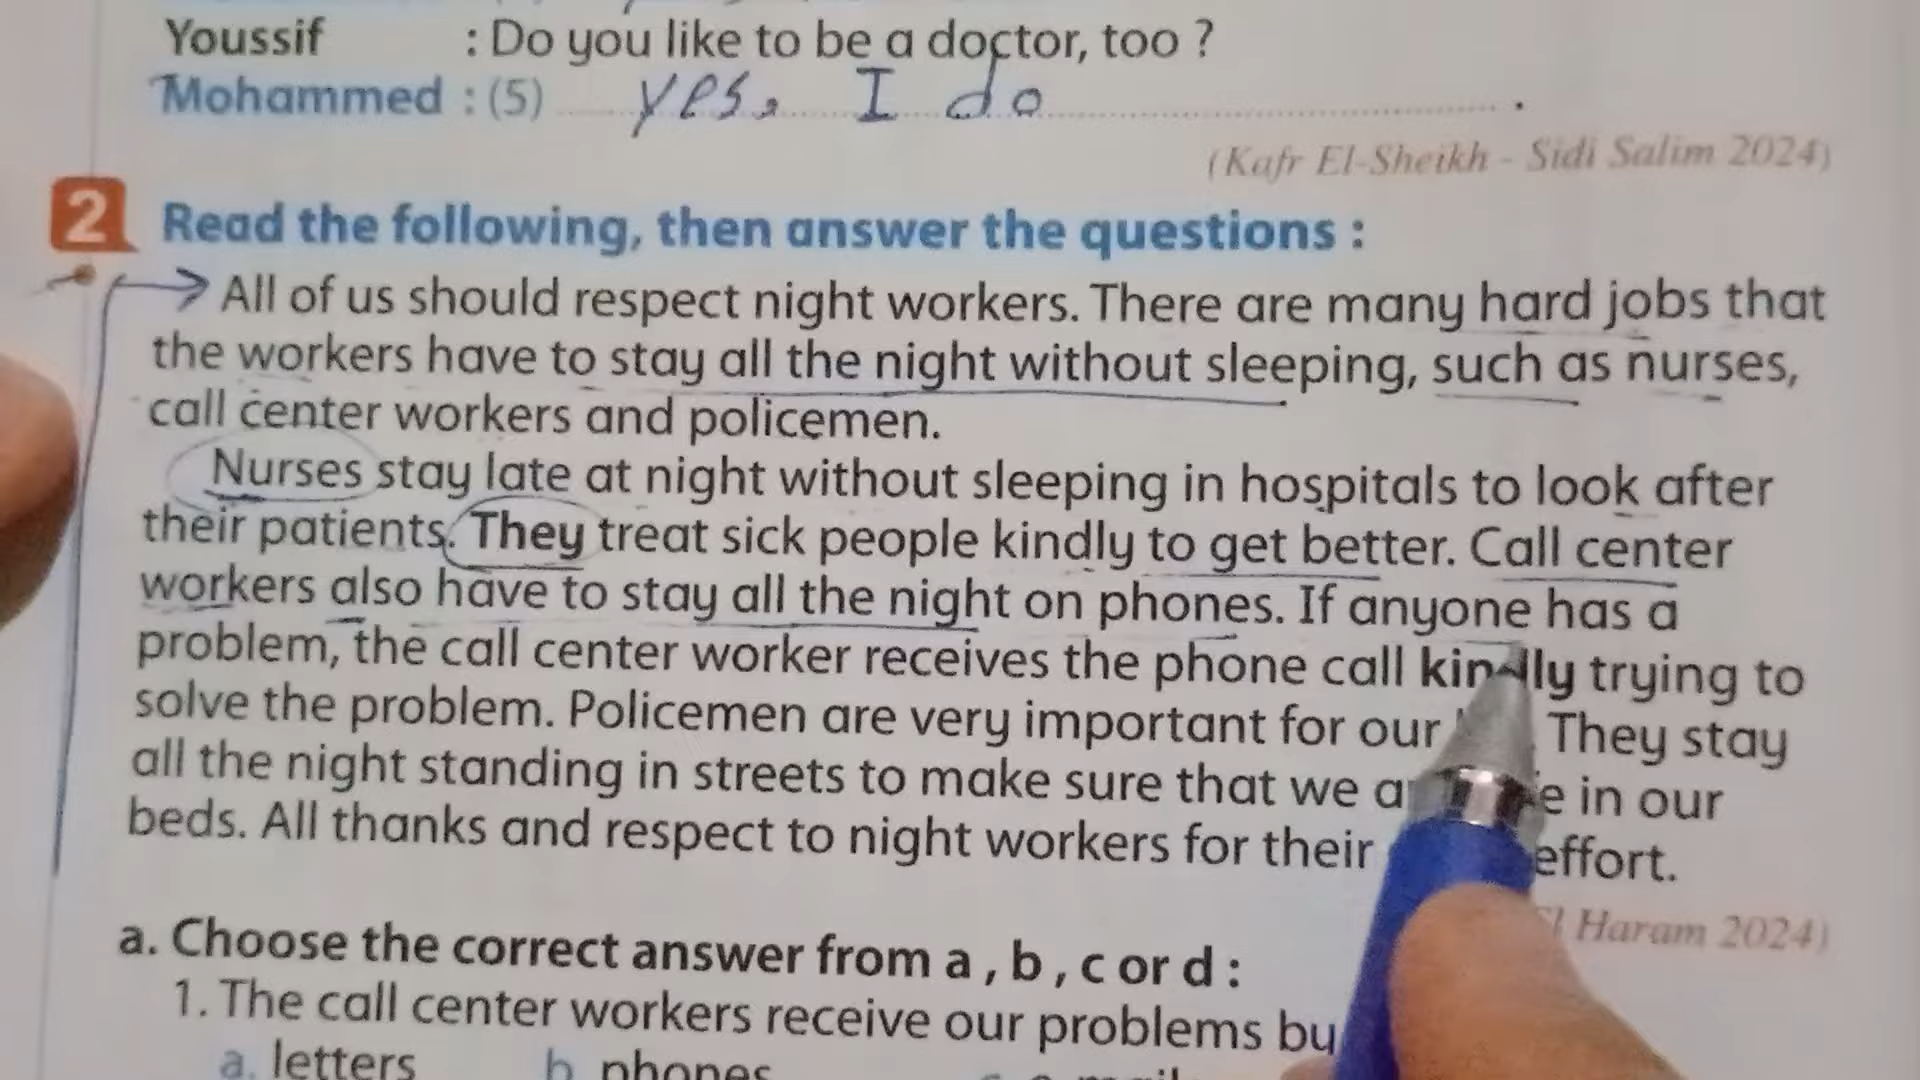 Youssif : Do you like to be a doctor, too ?
Mohammed : (5) yes, I do .
(Kafr El-Sheikh - Sidi Salim 2024)
2 Read the following, then answer the questions :
All of us should respect night workers. There are many hard jobs that
the workers have to stay all the night without sleeping, such as nurses,
call center workers and policemen.
Nurses stay late at night without sleeping in hospitals to look after
their patients. They treat sick people kindly to get better. Call center
workers also have to stay all the night on phones. If anyone has a
problem, the call center worker receives the phone call kindly trying to
solve the problem. Policemen are very important for our They stay
all the night standing in streets to make sure that we in our
beds. All thanks and respect to night workers for their effort.
Haram 2024)
a. Choose the correct answer from a , b , c or d :
1. The call center workers receive our problems by
a. letters b. phones